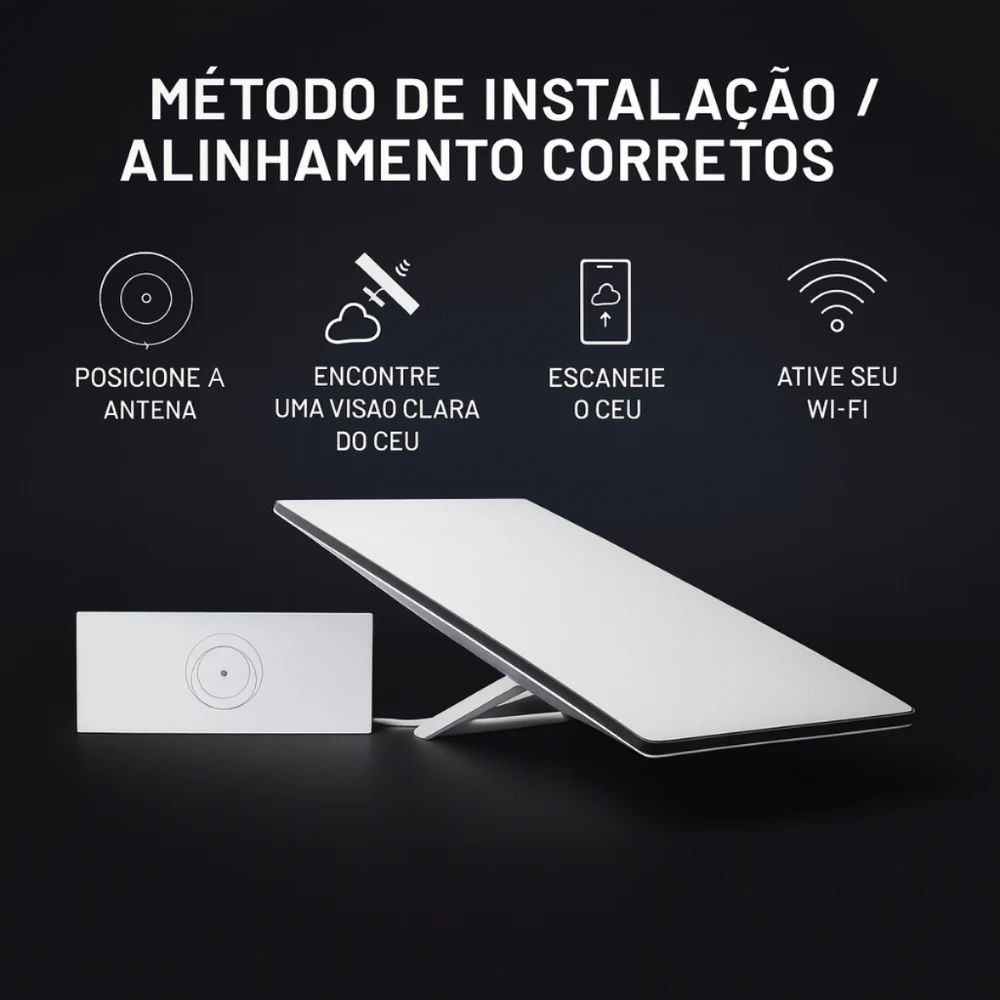 MÉTODO DE INSTALAÇÃO /
ALINHAMENTO CORRETOS
POSICIONE A
ANTENA
ENCONTRE
UMA VISAO CLARA
DO CEU
ESCANEIE
O CEU
ATIVE SEU
WI-FI